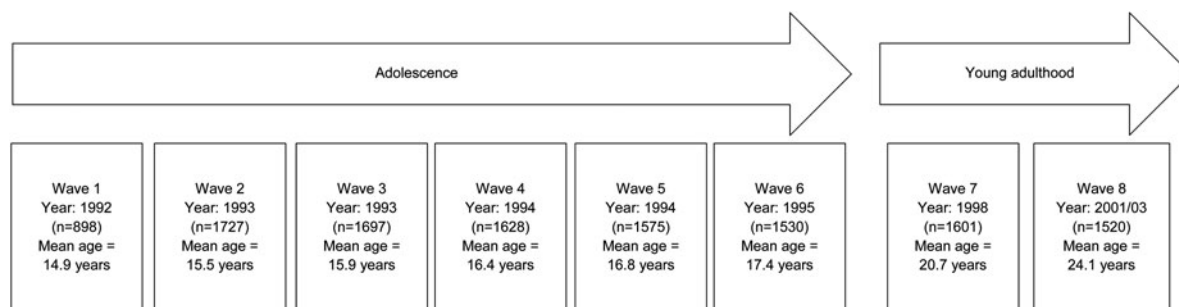 Adolescence
Young adulthood
Wave 1
Year: 1992
(n=898)
Mean age =
14.9 years
Wave 2
Year: 1993
(n=1727)
Mean age =
15.5 years
Wave 3
Year: 1993
(n=1697)
Mean age =
15.9 years
Wave 4
Year: 1994
(n=1628)
Mean age =
16.4 years
Wave 5
Year: 1994
(n=1575)
Mean age =
16.8 years
Wave 6
Year: 1995
(n=1530)
Mean age =
17.4 years
Wave 7
Year: 1998
(n=1601)
Mean age =
20.7 years
Wave 8
Year: 2001/03
(n=1520)
Mean age =
24.1 years